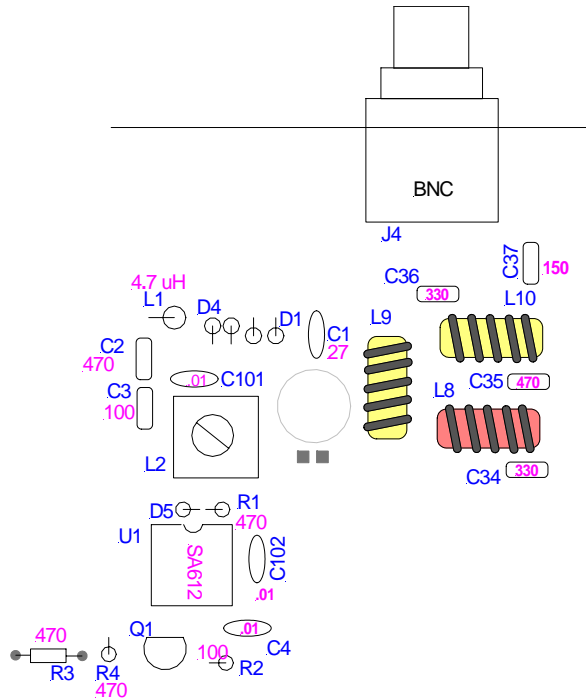 BNC
J4
C37
.150
C36
.330
L10
4.7 uH
L1
D4
D1
C1
27
L9
C2
470
C3
100
.01
C101
C35
470
L8
L2
C34
.330
D5
R1
470
U1
SA612
C102
.01
Q1
.01
C4
470
R3
R4
470
100
R2